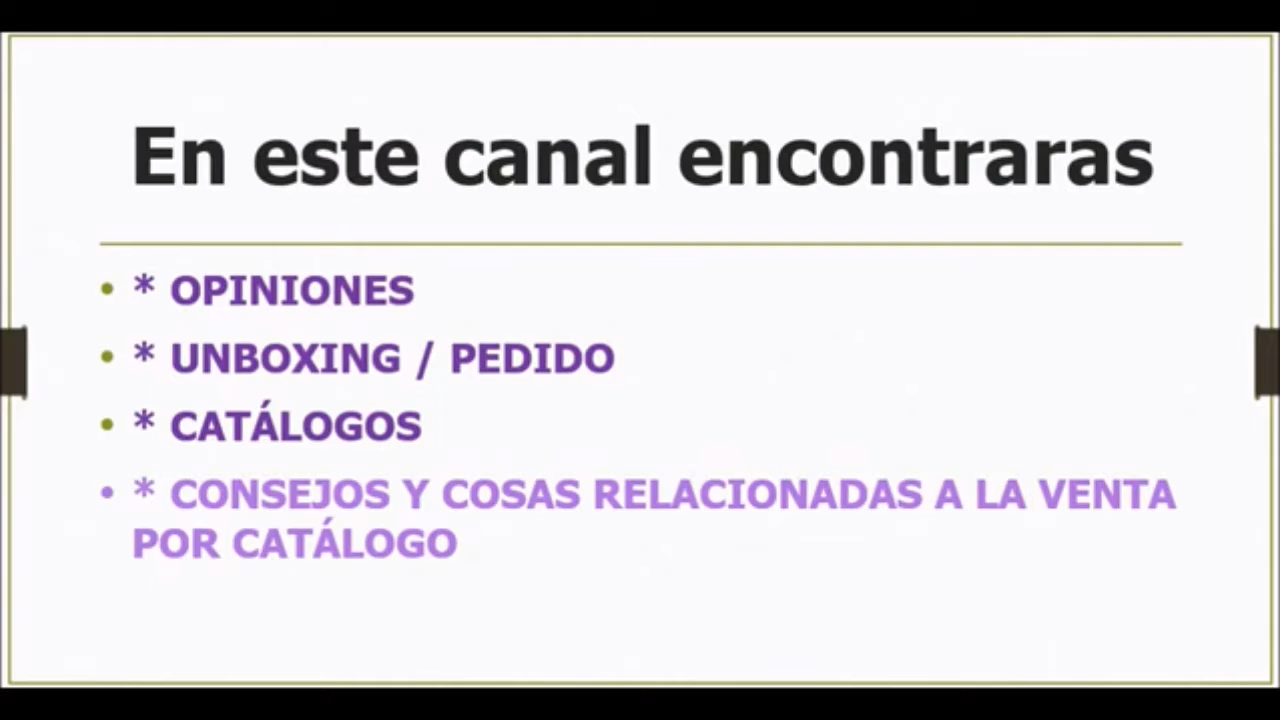 En este canal encontraras
• * OPINIONES
• * UNBOXING / PEDIDO
• * CATÁLOGOS
• * CONSEJOS Y COSAS RELACIONADAS A LA VENTA
POR CATÁLOGO